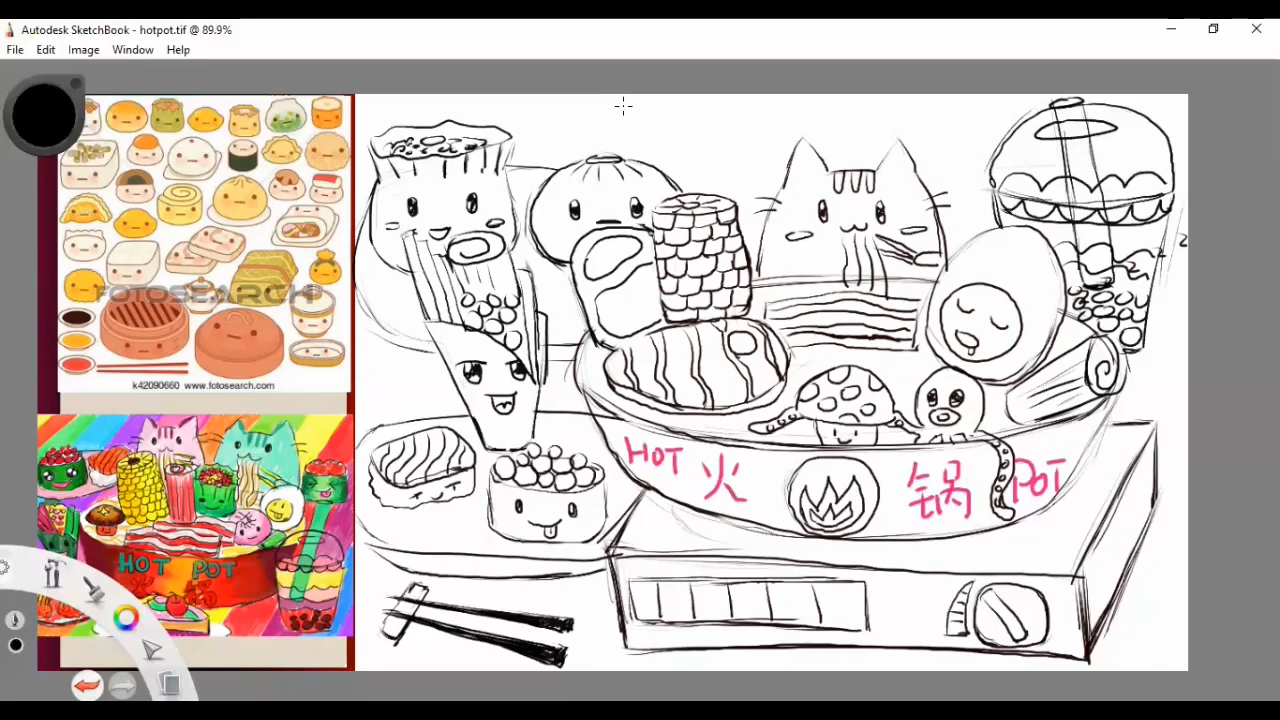 Autodesk SketchBook - hotpot.tif @ 89.9%
File Edit Image Window Help
FOTOSEARCH
k42090660 www.fotosearch.com
HOT POT
HOT 火 锅 POT